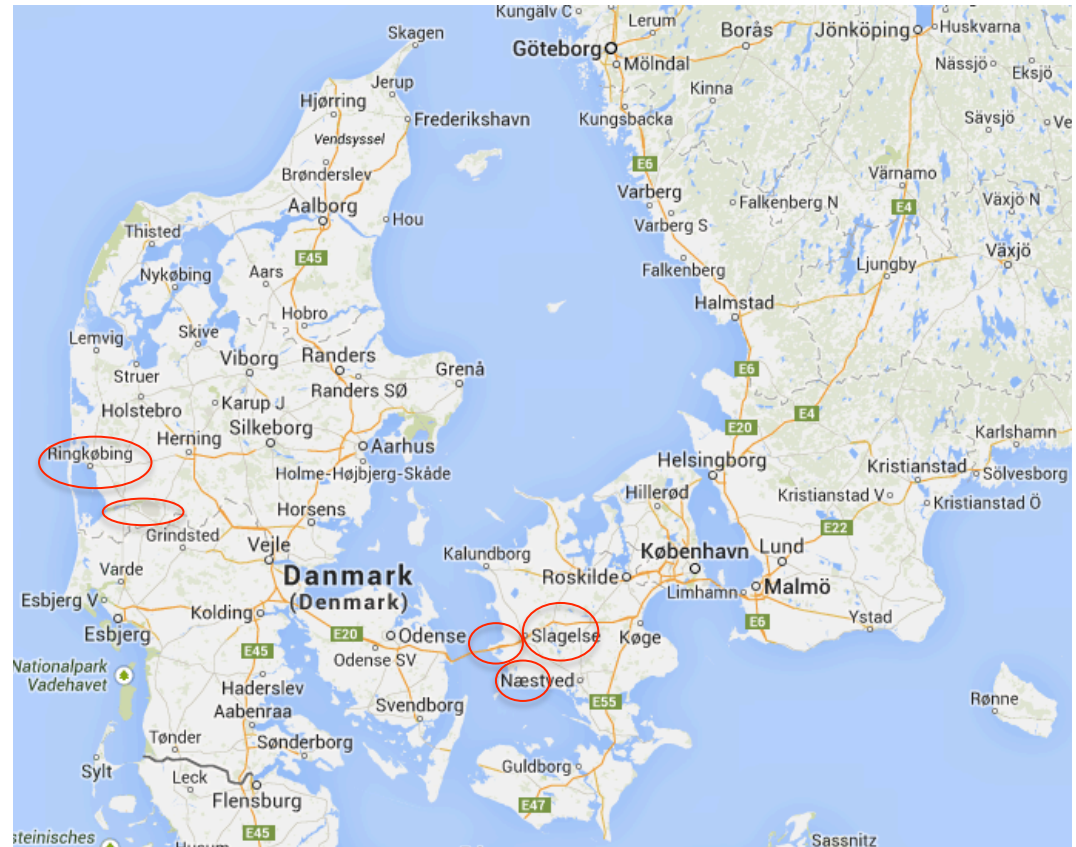 Kungälv C
Lerum
Borås
Jönköping
Huskvarna
Skagen
Göteborg
Mölndal
Nässjö
Eksjö
Jerup
Kinna
Hjørring
Frederikshavn
Kungsbacka
Sävsjö
Ve
Vendsyssel
E6
Brønderslev
Värnamo
Varberg
Falkenberg N
E4
Växjö N
Aalborg
Hou
Varberg S
Thisted
E45
Växjö
Nykøbing
Aars
Falkenberg
Ljungby
Hobro
Halmstad
Lemvig
Skive
Viborg
Randers
Grenå
E6
Struer
Randers SØ
Holstebro
Karup J
E4
Silkeborg
E20
Herning
Aarhus
Karlshamn
Ringkøbing
Helsingborg
Kristianstad
Sölvesborg
Holme-Højbjerg-Skåde
Hillerød
Kristianstad V
Kristianstad Ö
Horsens
E22
Grindsted
Vejle
Kalundborg
København
Lund
Varde
Danmark
(Denmark)
Roskilde
Limhamn
Malmö
Esbjerg V
Kolding
Ystad
Esbjerg
E20
Odense
Slagelse
Køge
E6
E45
Odense SV
Nationalpark
Vadehavet
Næstved
Haderslev
E55
Rønne
Aabenraa
Svendborg
Tønder
Sønderborg
Sylt
Leck
Guldborg
Flensburg
E47
E45
steinisches
Husum
Sassnitz